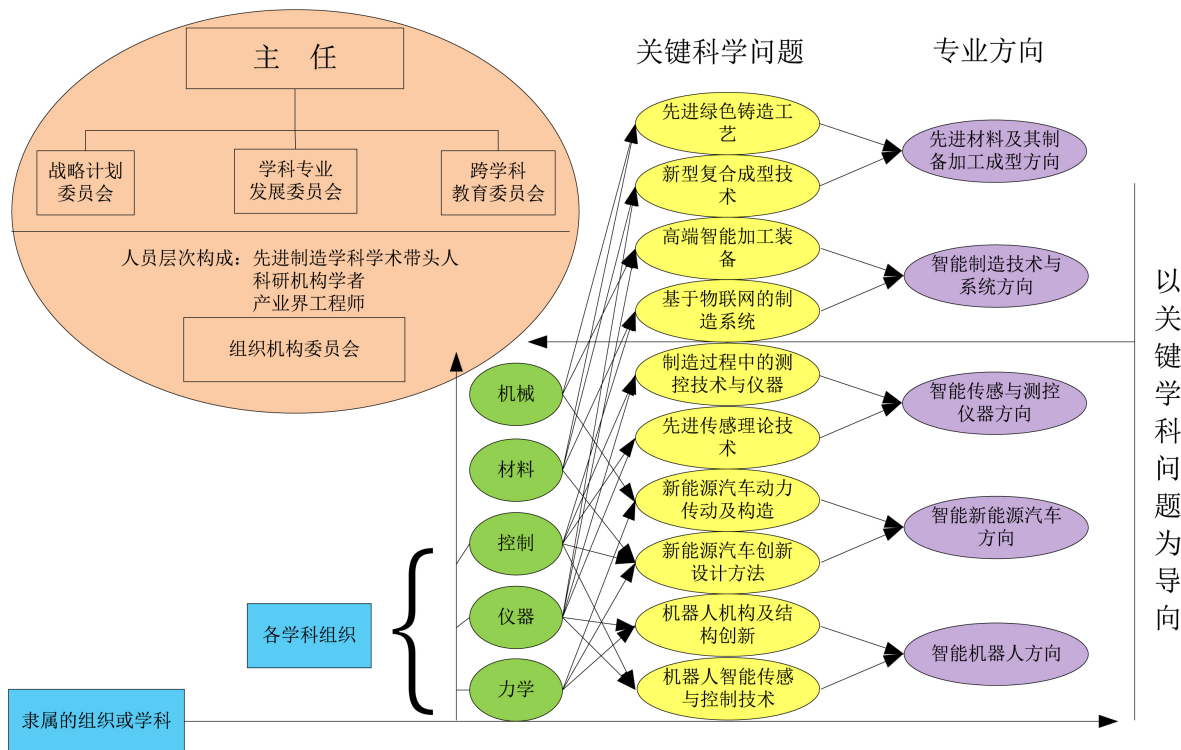 主 任
战略计划
委员会
学科专业
发展委员会
跨学科
教育委员会
人员层次构成：先进制造学科学术带头人
科研机构学者
产业界工程师
组织机构委员会
机械
材料
控制
仪器
力学
各学科组织
隶属的组织或学科
关键科学问题
先进绿色铸造工
艺
新型复合成型技
术
高端智能加工装
备
基于物联网的制
造系统
制造过程中的测
控技术与仪器
先进传感理论技
术
新能源汽车动力
传动及构造
新能源汽车创新
设计方法
机器人机构及结
构创新
机器人智能传感
与控制技术
专业方向
先进材料及其制
备加工成型方向
智能制造技术与
系统方向
智能传感与测控
仪器方向
智能新能源汽车
方向
智能机器人方向
以关键学科问题为导向